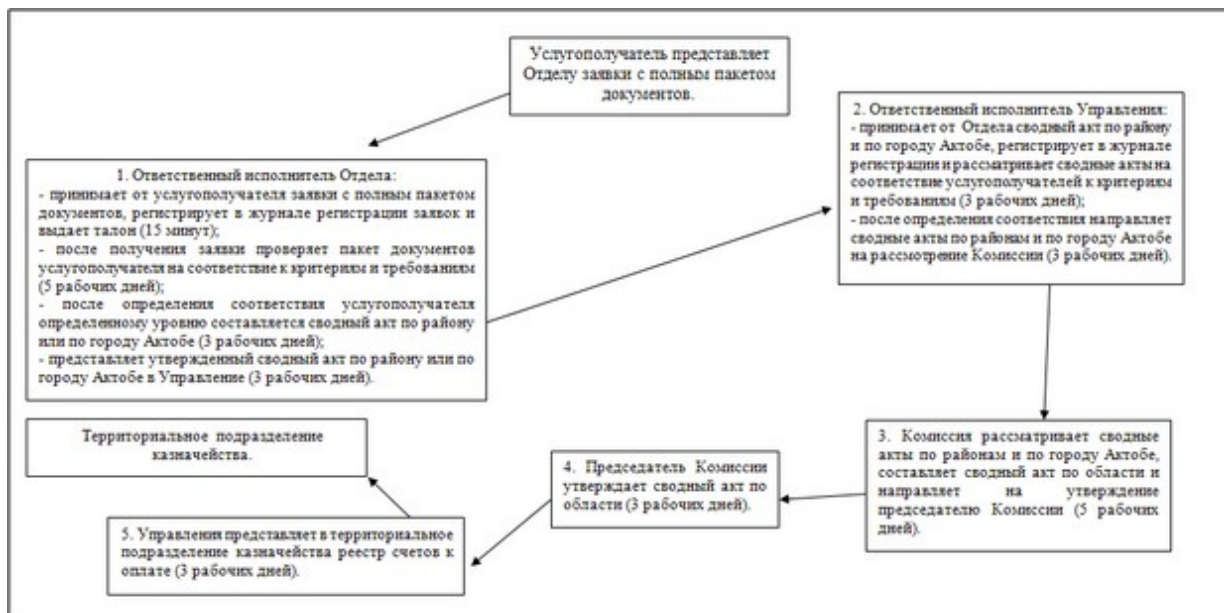 Услугополучатель представляет
Отделу заявки с полным пакетом
документов.
1. Ответственный исполнитель Отдела:
- принимает от услугополучателя заявки с полным пакетом
документов, регистрирует в журнале регистрации заявок и
выдает талон (15 минут);
- после получения заявки проверяет пакет документов
услугополучателя на соответствие к критериям и требованиям
(5 рабочих дней);
- после определения соответствия услугополучателя
определенному уровню составляется сводный акт по району
или по городу Актобе (3 рабочих дней);
- представляет утвержденный сводный акт по району или по
городу Актобе в Управление (3 рабочих дней).
2. Ответственный исполнитель Управления:
- принимает от Отдела сводный акт по району
и по городу Актобе, регистрирует в журнале
регистрации и рассматривает сводные акты на
соответствие услугополучателей к критериям
и требованиям (3 рабочих дней);
- после определения соответствия направляет
сводные акты по районам и по городу Актобе
на рассмотрение Комиссии (3 рабочих дней).
3. Комиссия рассматривает сводные
акты по районам и по городу Актобе,
составляет сводный акт по области и
направляет на утверждение
председателю Комиссии (5 рабочих
дней).
4. Председатель Комиссии
утверждает сводный акт по
области (3 рабочих дней).
5. Управления представляет в территориальное
подразделение казначейства реестр счетов к
оплате (3 рабочих дней).
Территориальное подразделение
казначейства.